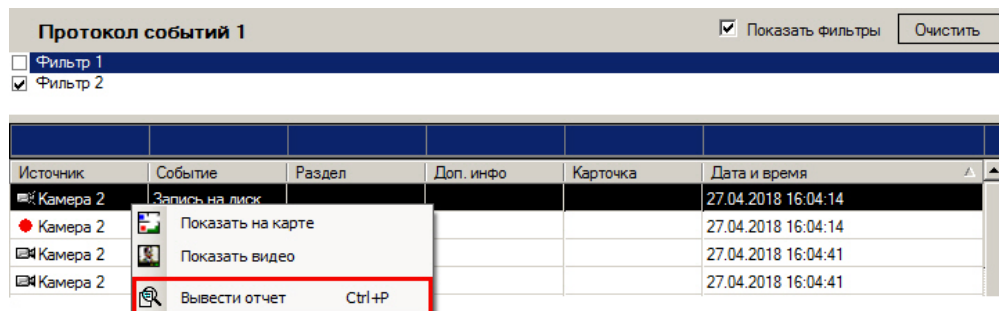 Протокол событий 1 Показать фильтры Очистить
Фильтр 1
Фильтр 2
Источник Событие Раздел Доп. инфо Карточка Дата и время
Камера 2 Запись на диск 27.04.2018 16:04:14
Камера 2 Показать на карте 27.04.2018 16:04:14
Камера 2 Показать видео 27.04.2018 16:04:41
Камера 2 27.04.2018 16:04:41
Вывести отчет Ctrl+P